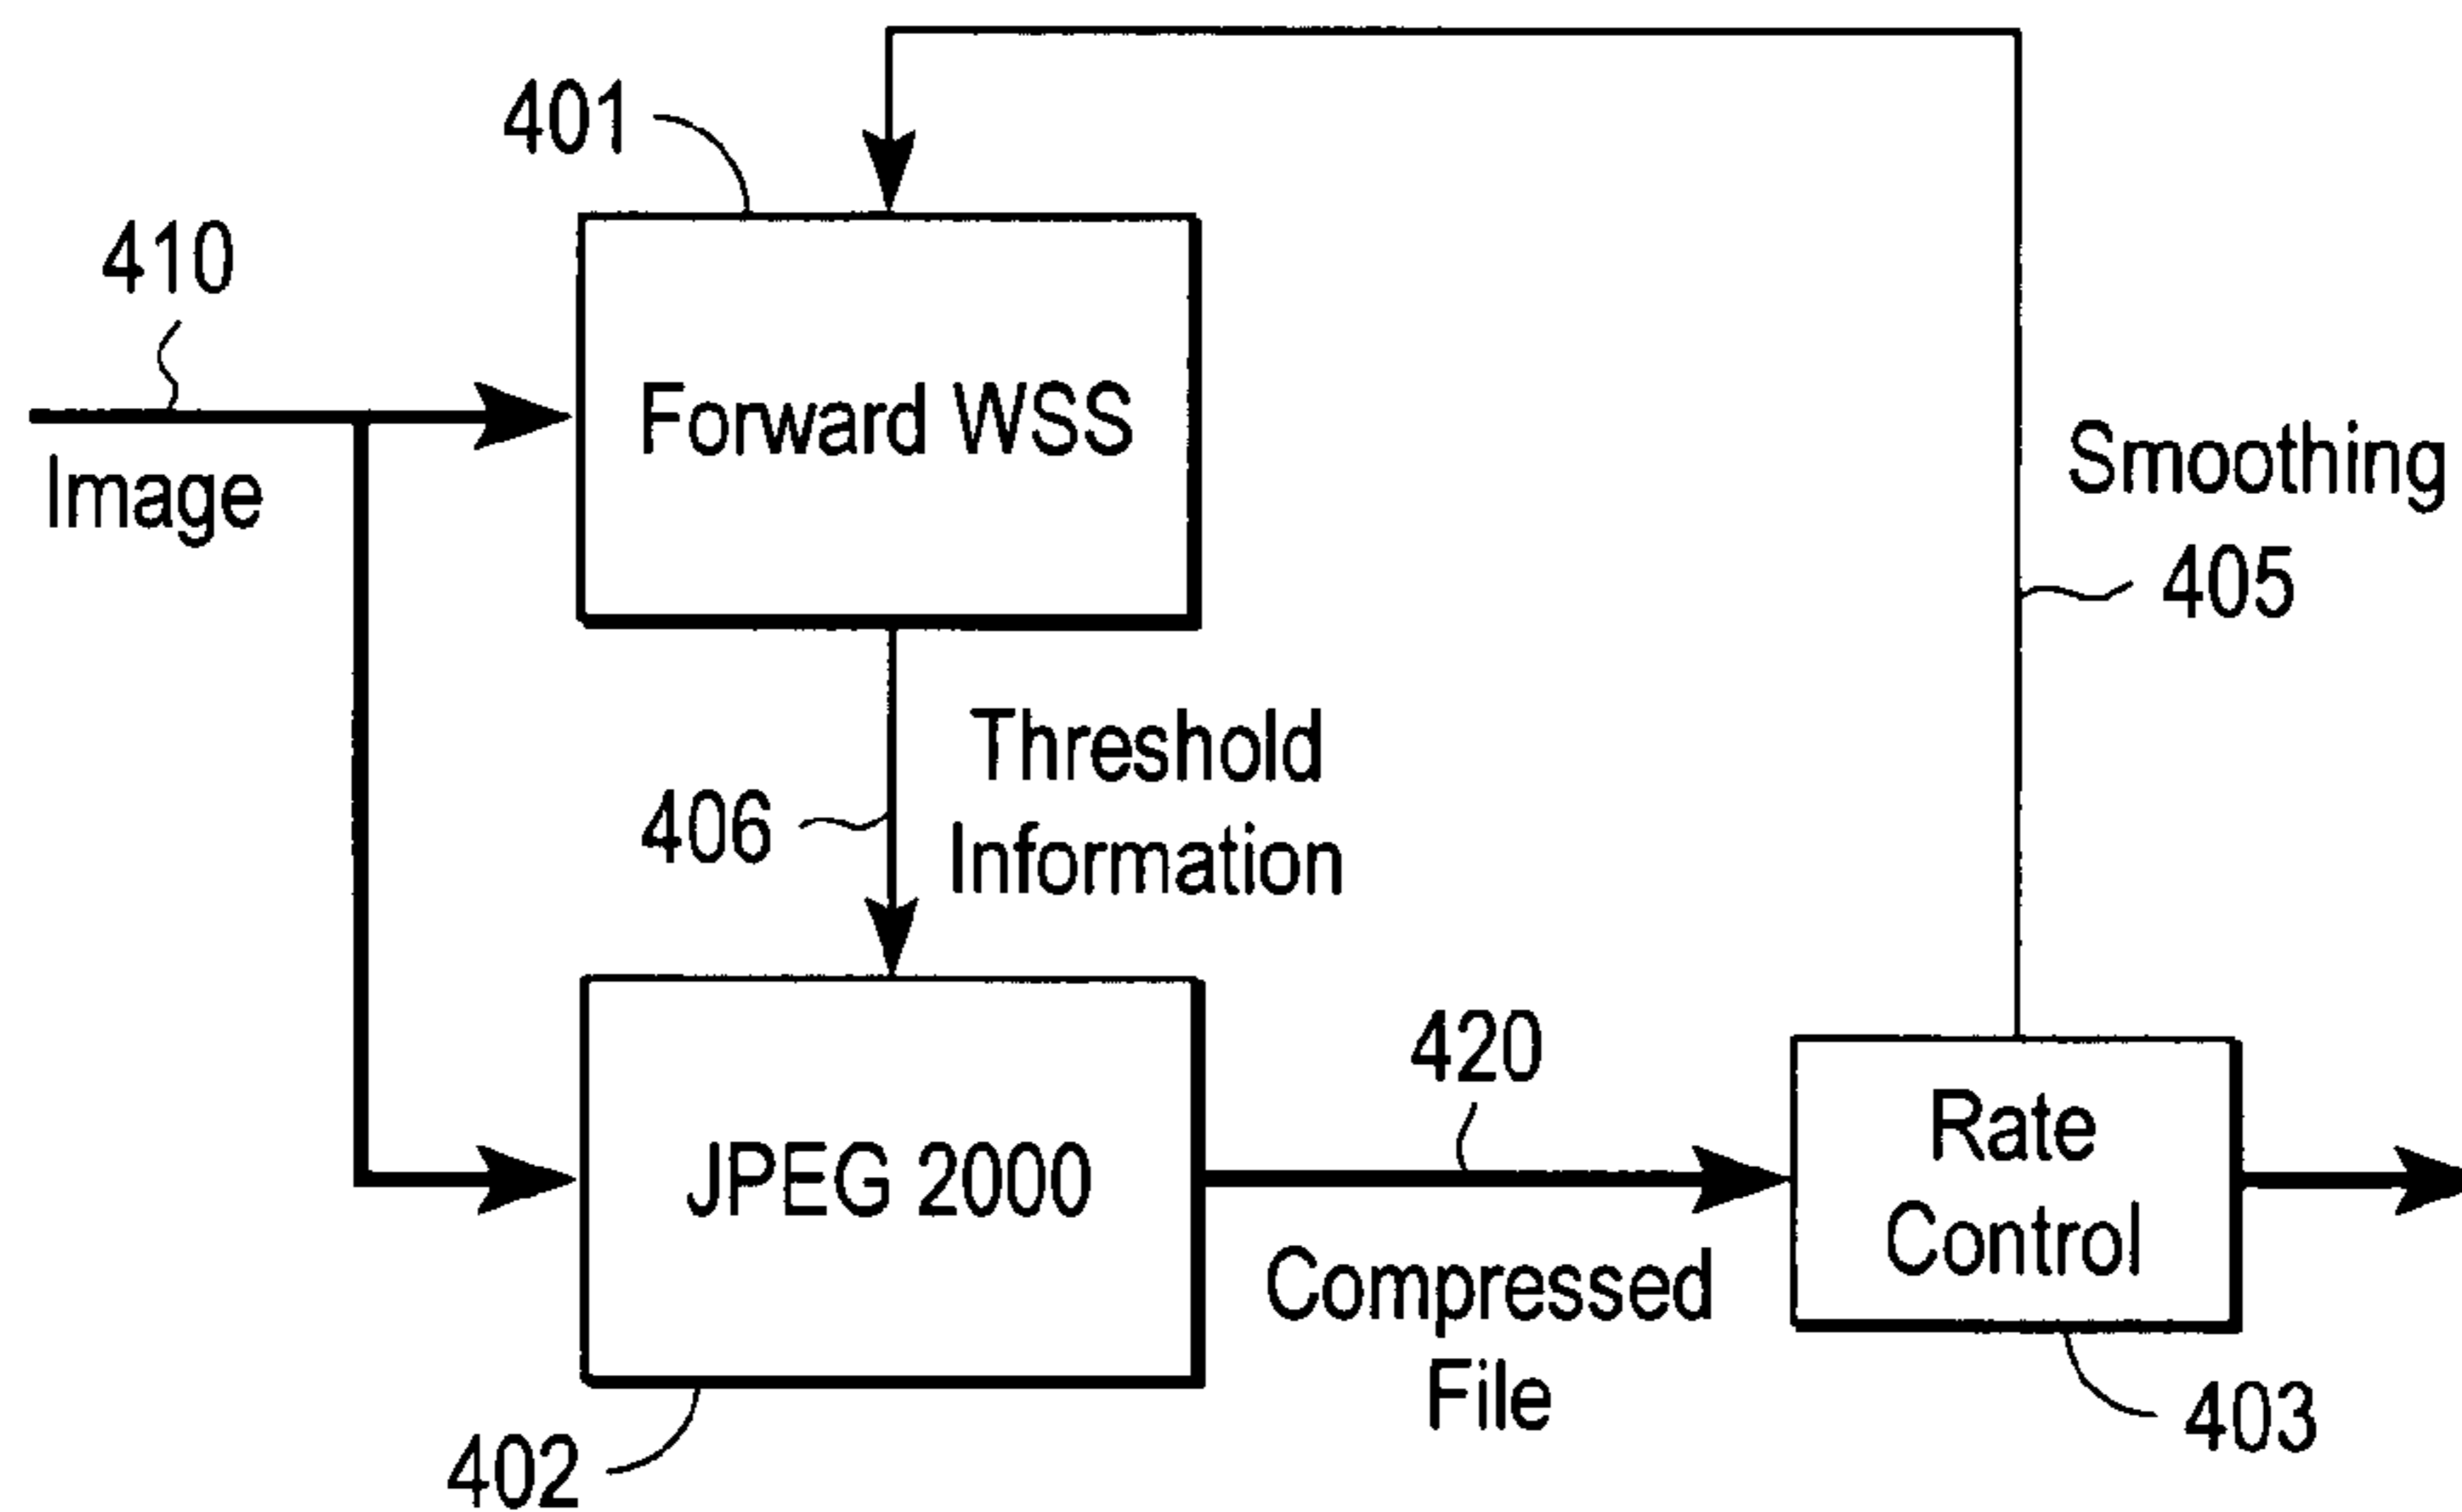 401
410
Forward WSS
Image
Smoothing
405
Threshold
Information
406
420
JPEG 2000
Rate
Control
Compressed
File
403
402